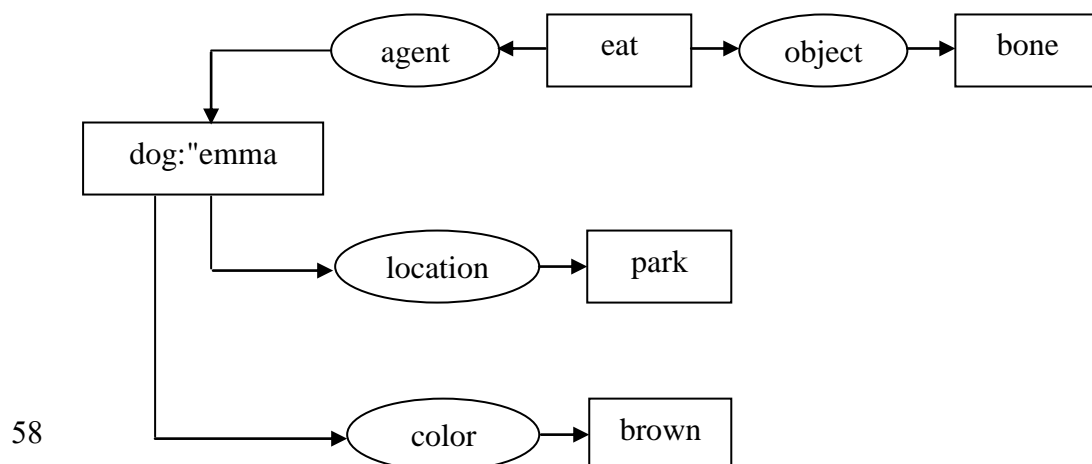 agent eat object bone
dog:"emma
location park
58 color brown